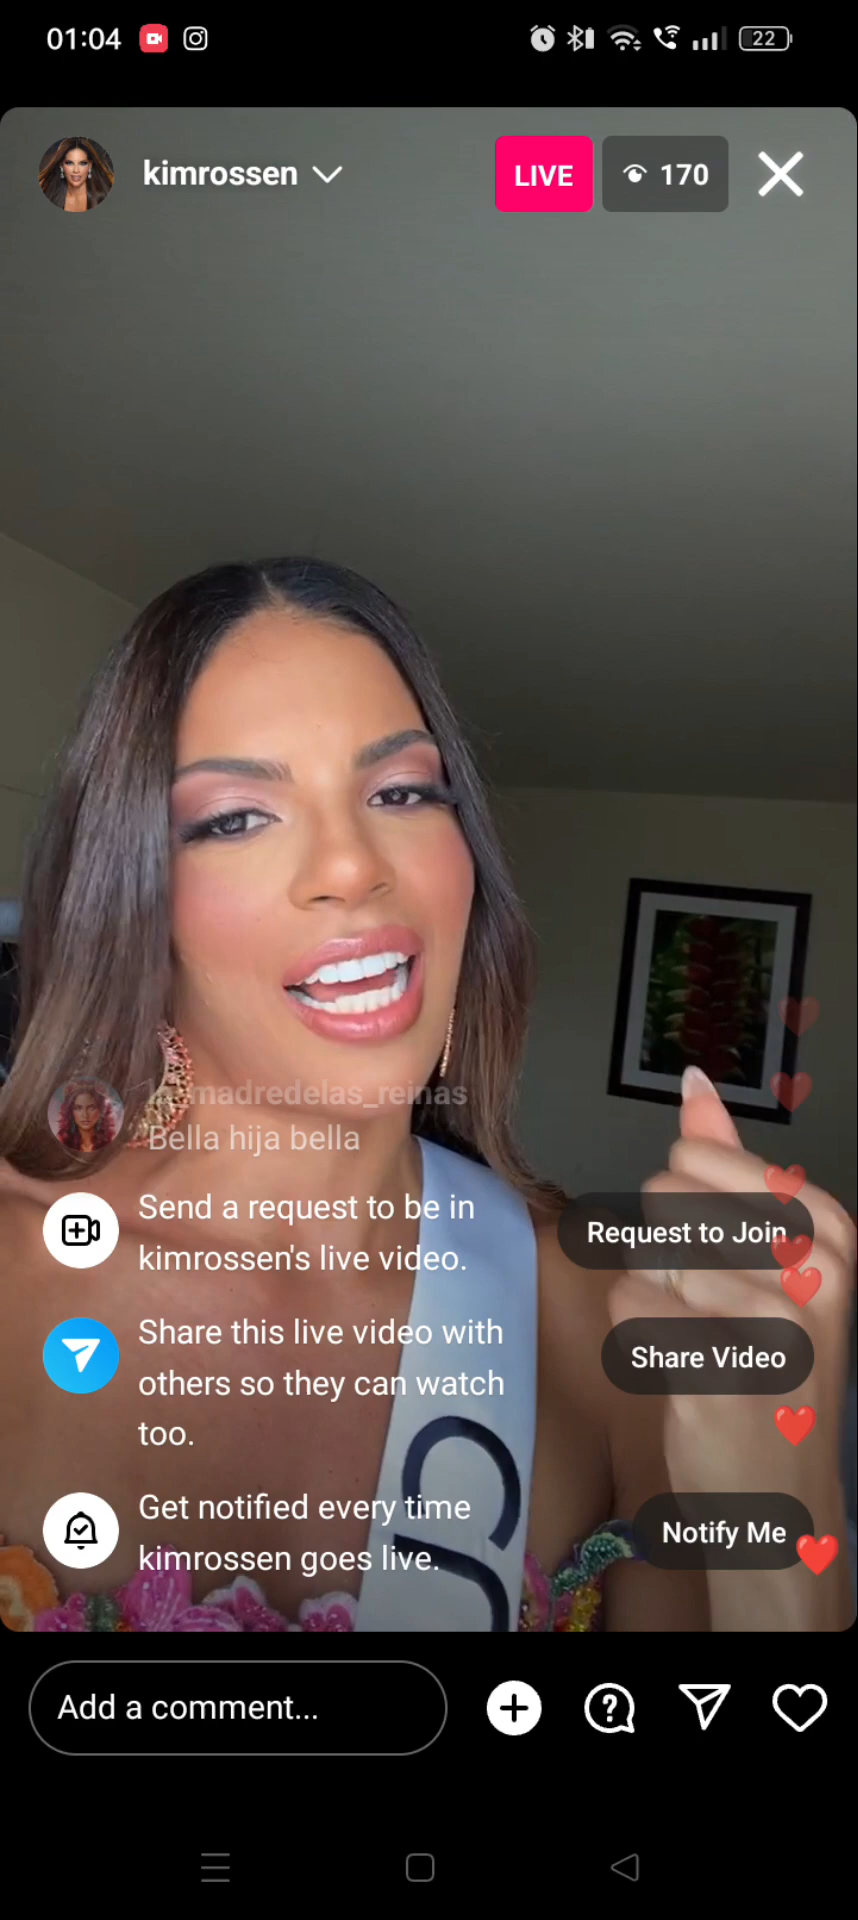 01:04
22
kimrossen
LIVE
170
madredelas_reinas
Bella hija bella
Send a request to be in
kimrossen's live video.
Request to Join
Share this live video with
others so they can watch
too.
Share Video
Get notified every time
kimrossen goes live.
Notify Me
Add a comment...